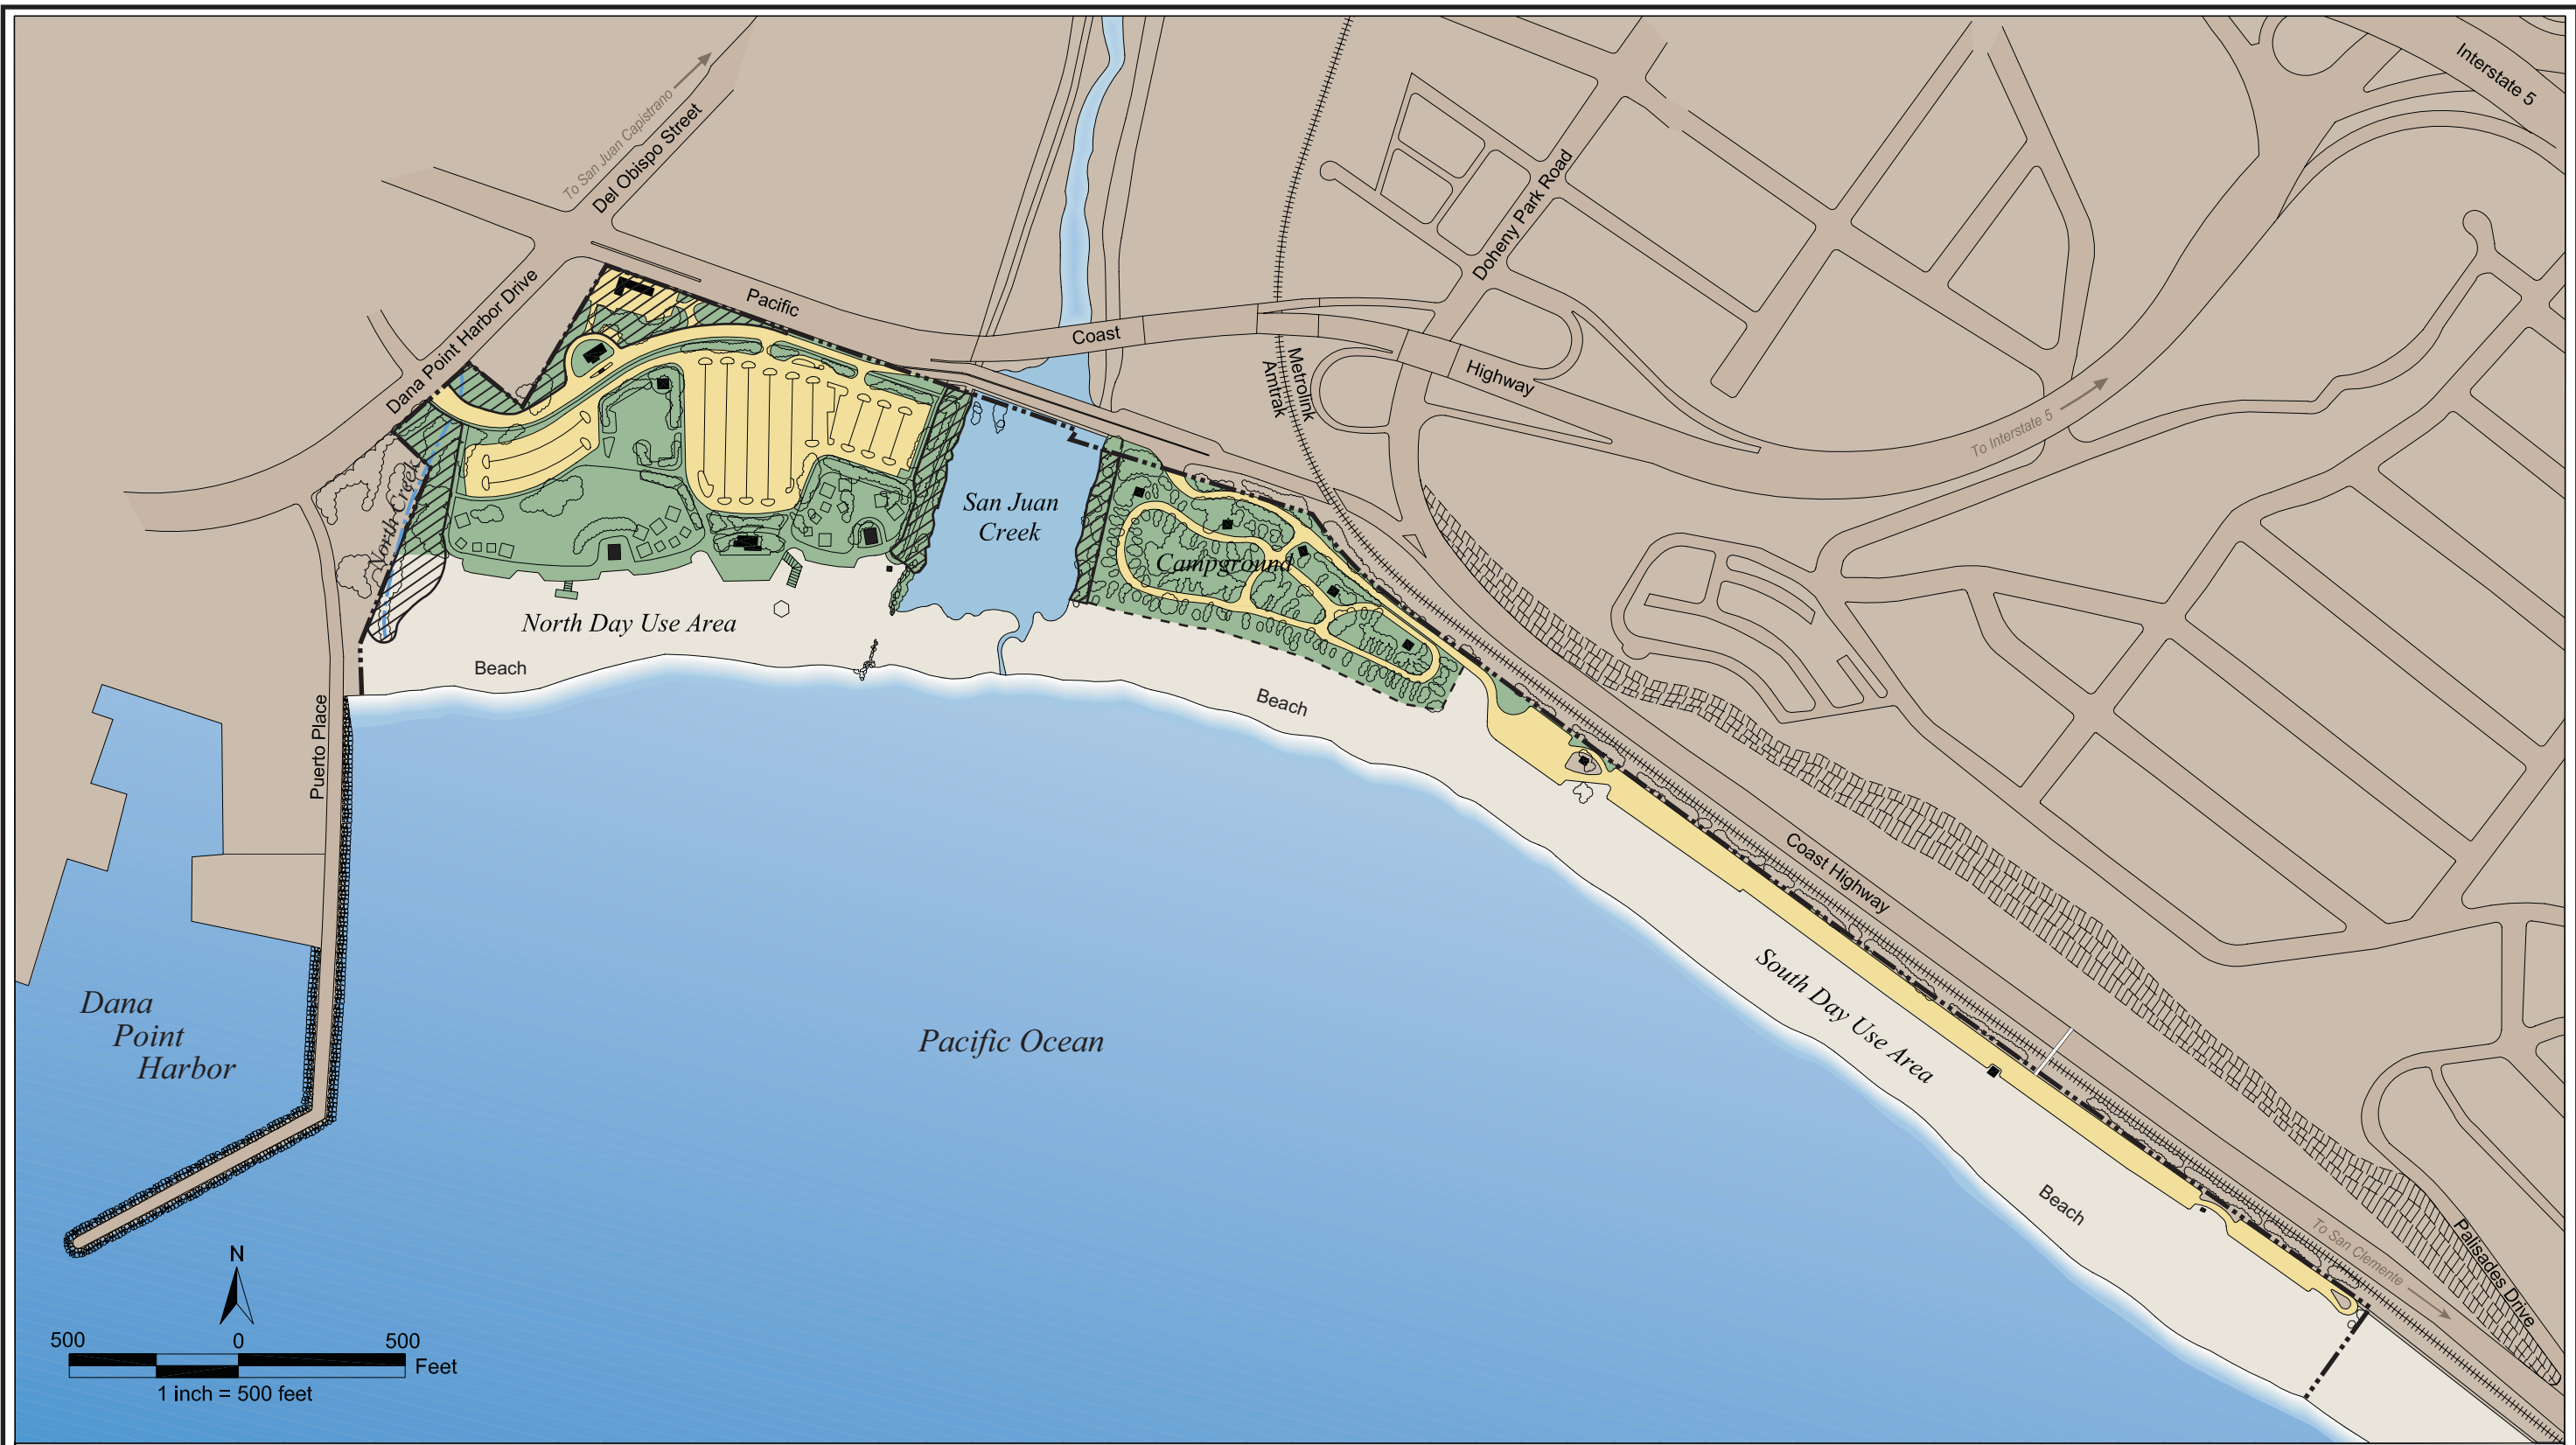 Interstate 5
To San Juan Capistrano
Del Obispo Street
Doheny Park Road
Dana Point Harbor Drive
Pacific
Coast
Highway
Metrolink
Amtrak
To Interstate 5
North Creek
San Juan
Creek
Campground
North Day Use Area
Beach
Beach
Puerto Place
Coast Highway
South Day Use Area
Dana
Point
Harbor
Pacific Ocean
Beach
To San Clemente
Palisades Drive
N
500 0 500
Feet
1 inch = 500 feet